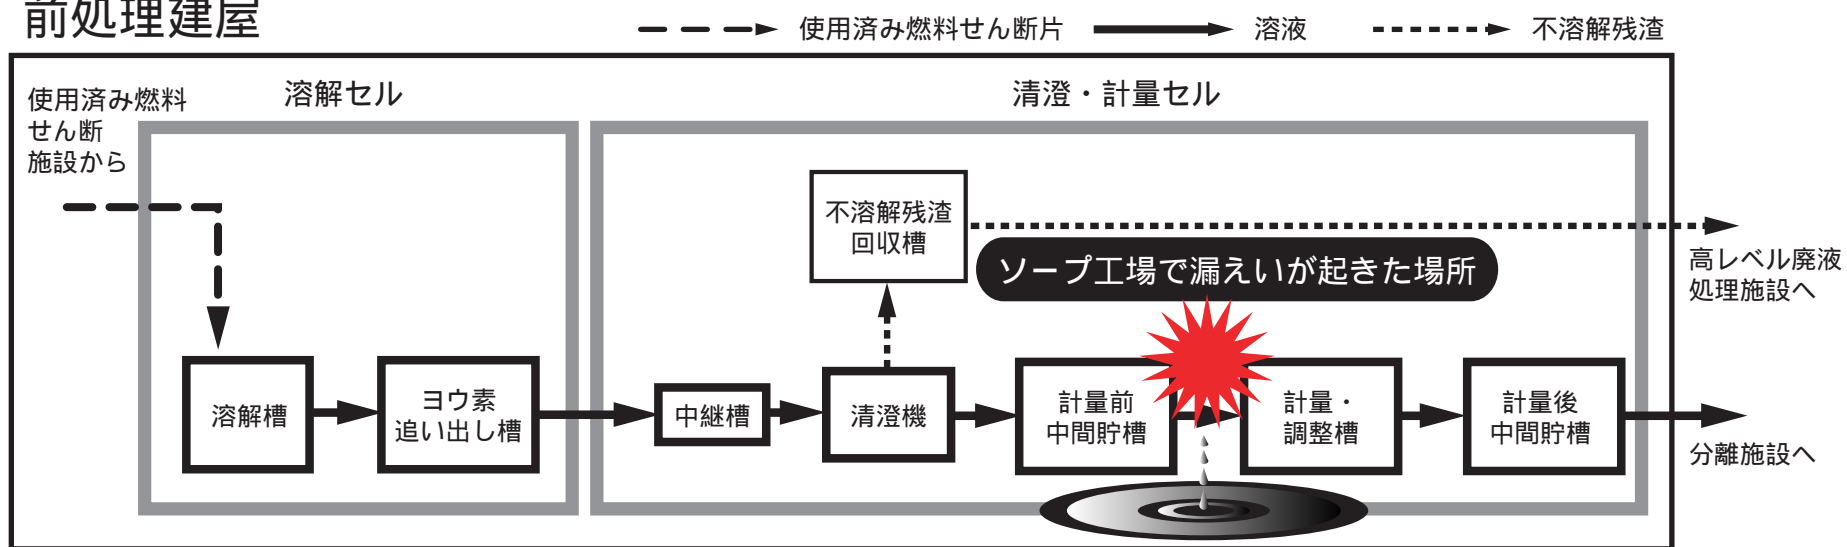 前処理建屋
使用済み燃料せん断片
溶液
不溶解残渣
使用済み燃料
せん断
施設から
溶解セル
清澄・計量セル
不溶解残渣
回収槽
ソープ工場で漏えいが起きた場所
高レベル廃液
処理施設へ
溶解槽
ヨウ素
追い出し槽
中継槽
清澄機
計量前
中間貯槽
計量・
調整槽
計量後
中間貯槽
分離施設へ